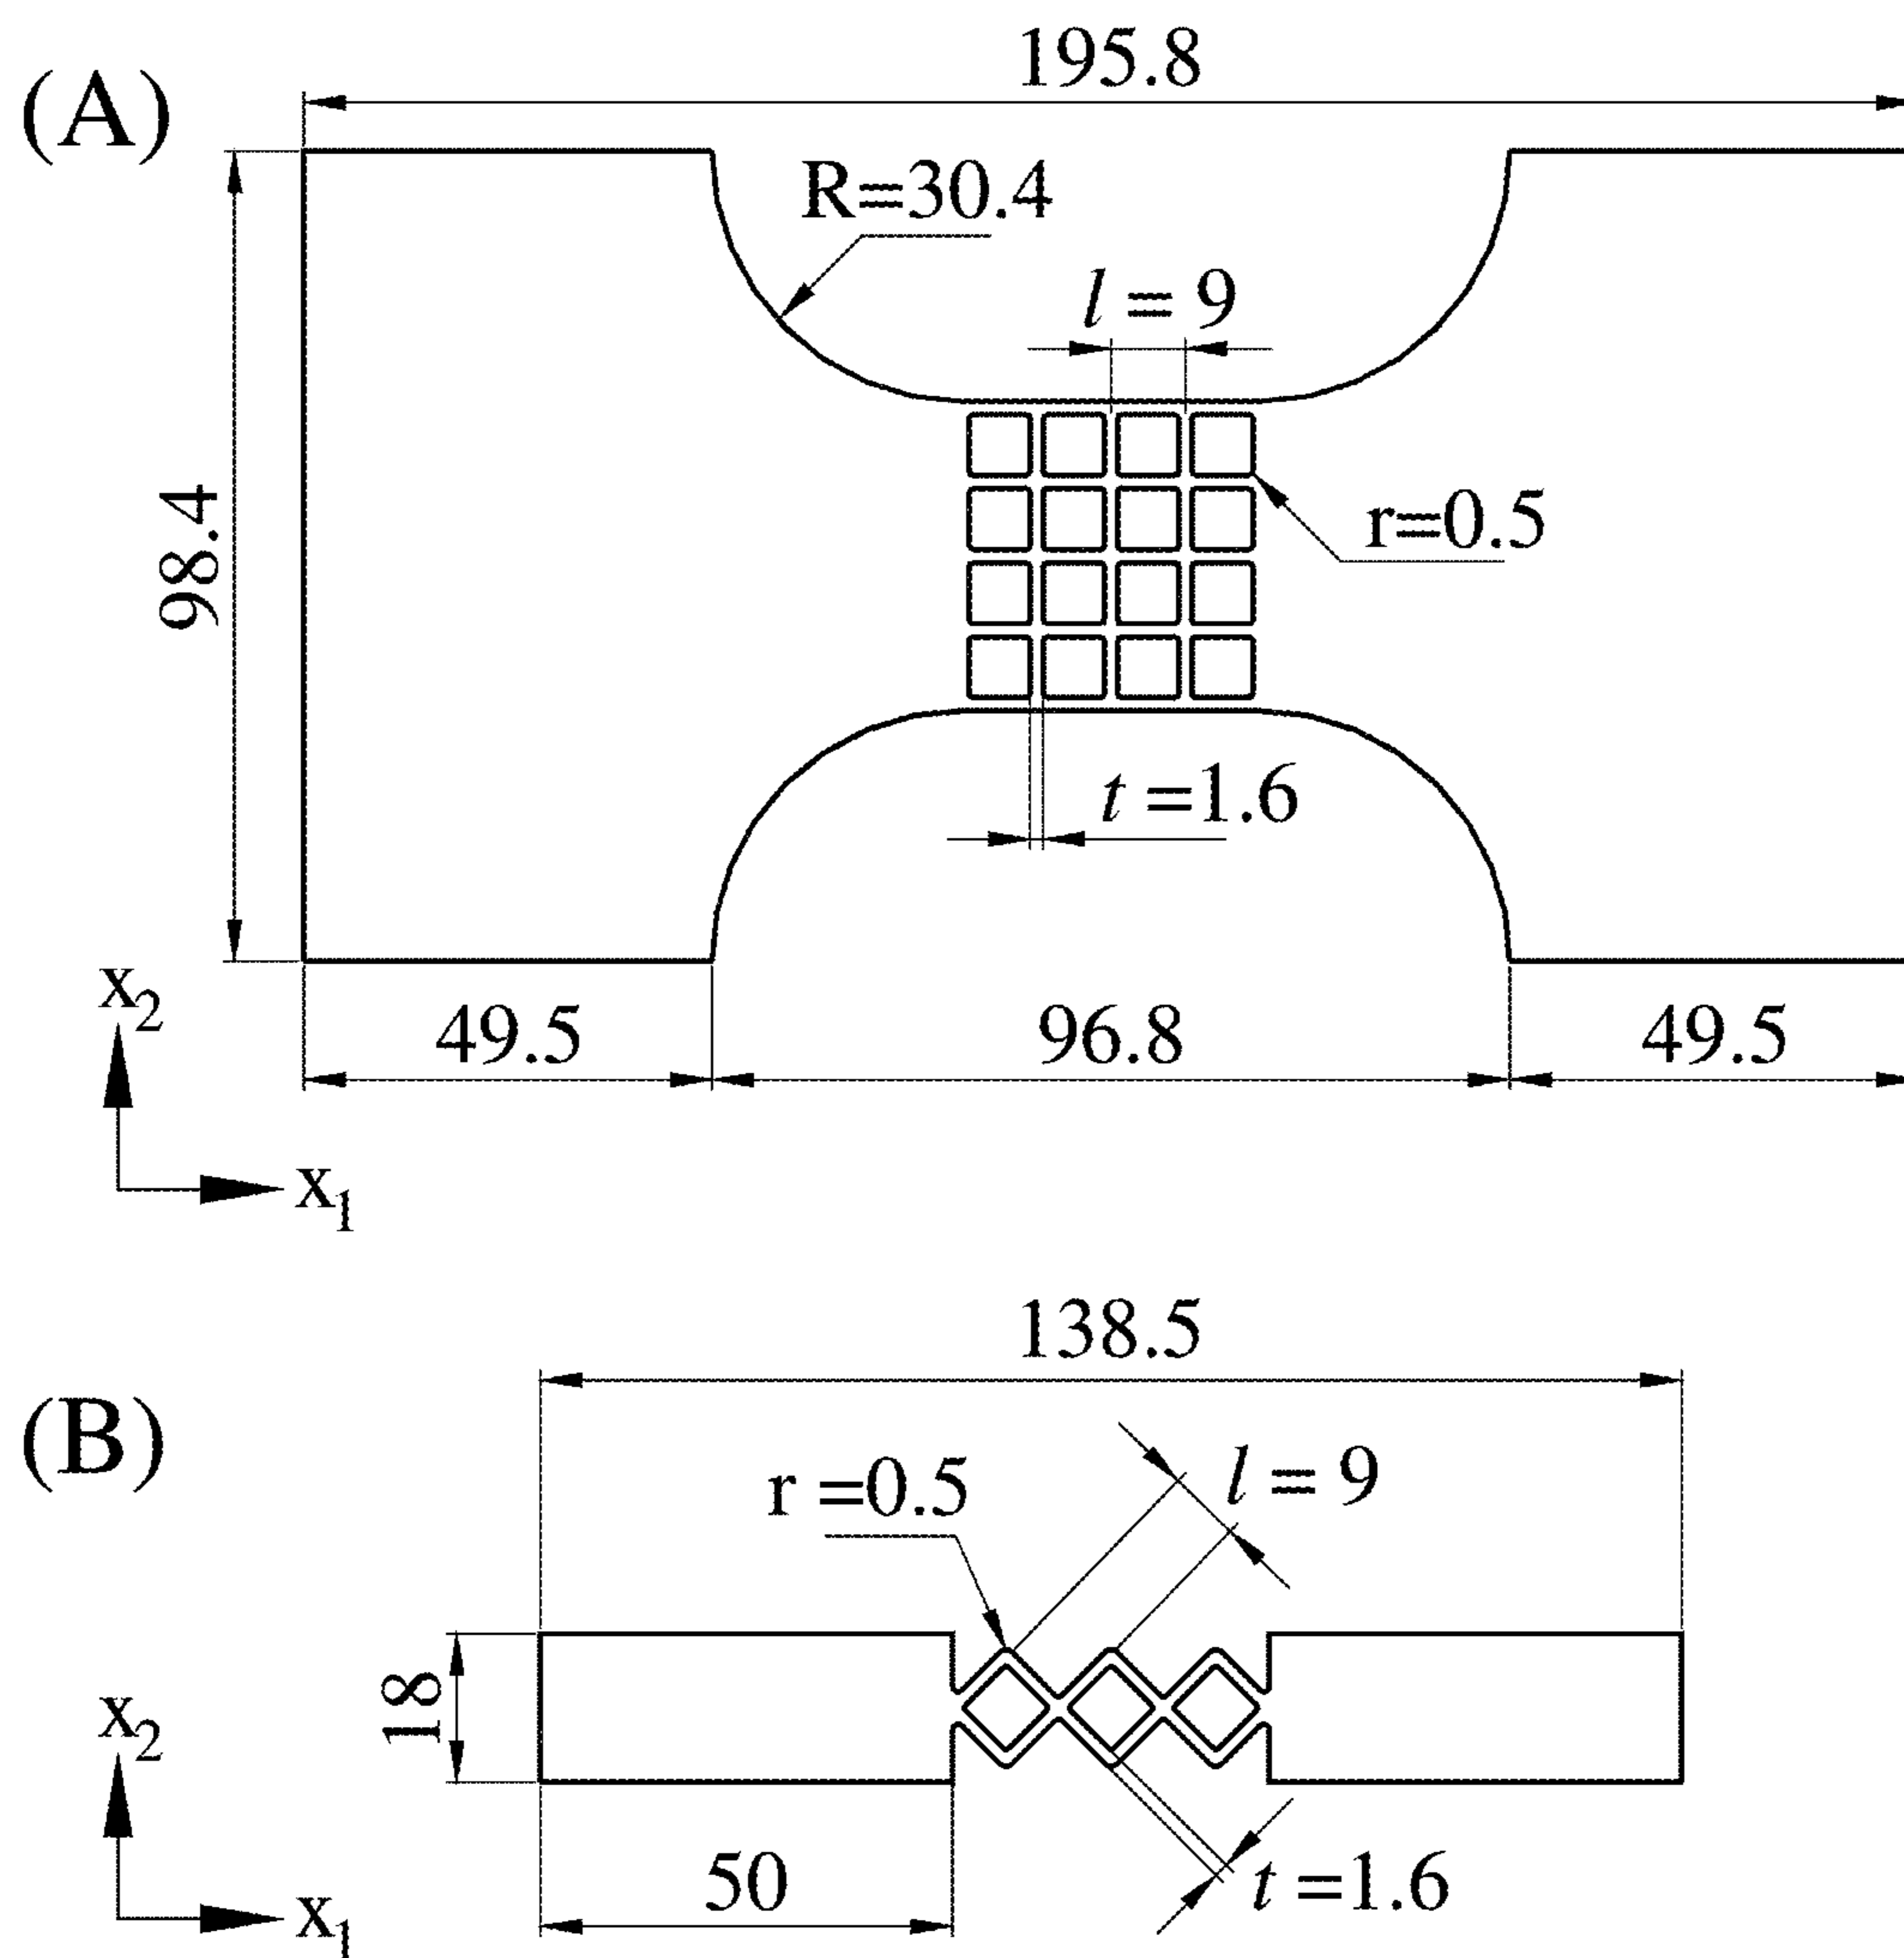 (A)
195.8
R=30.4
l = 9
r=0.5
98.4
t =1.6
x2
49.5
96.8
49.5
x1
138.5
(B)
r =0.5
l = 9
18
x2
50
t =1.6
x1